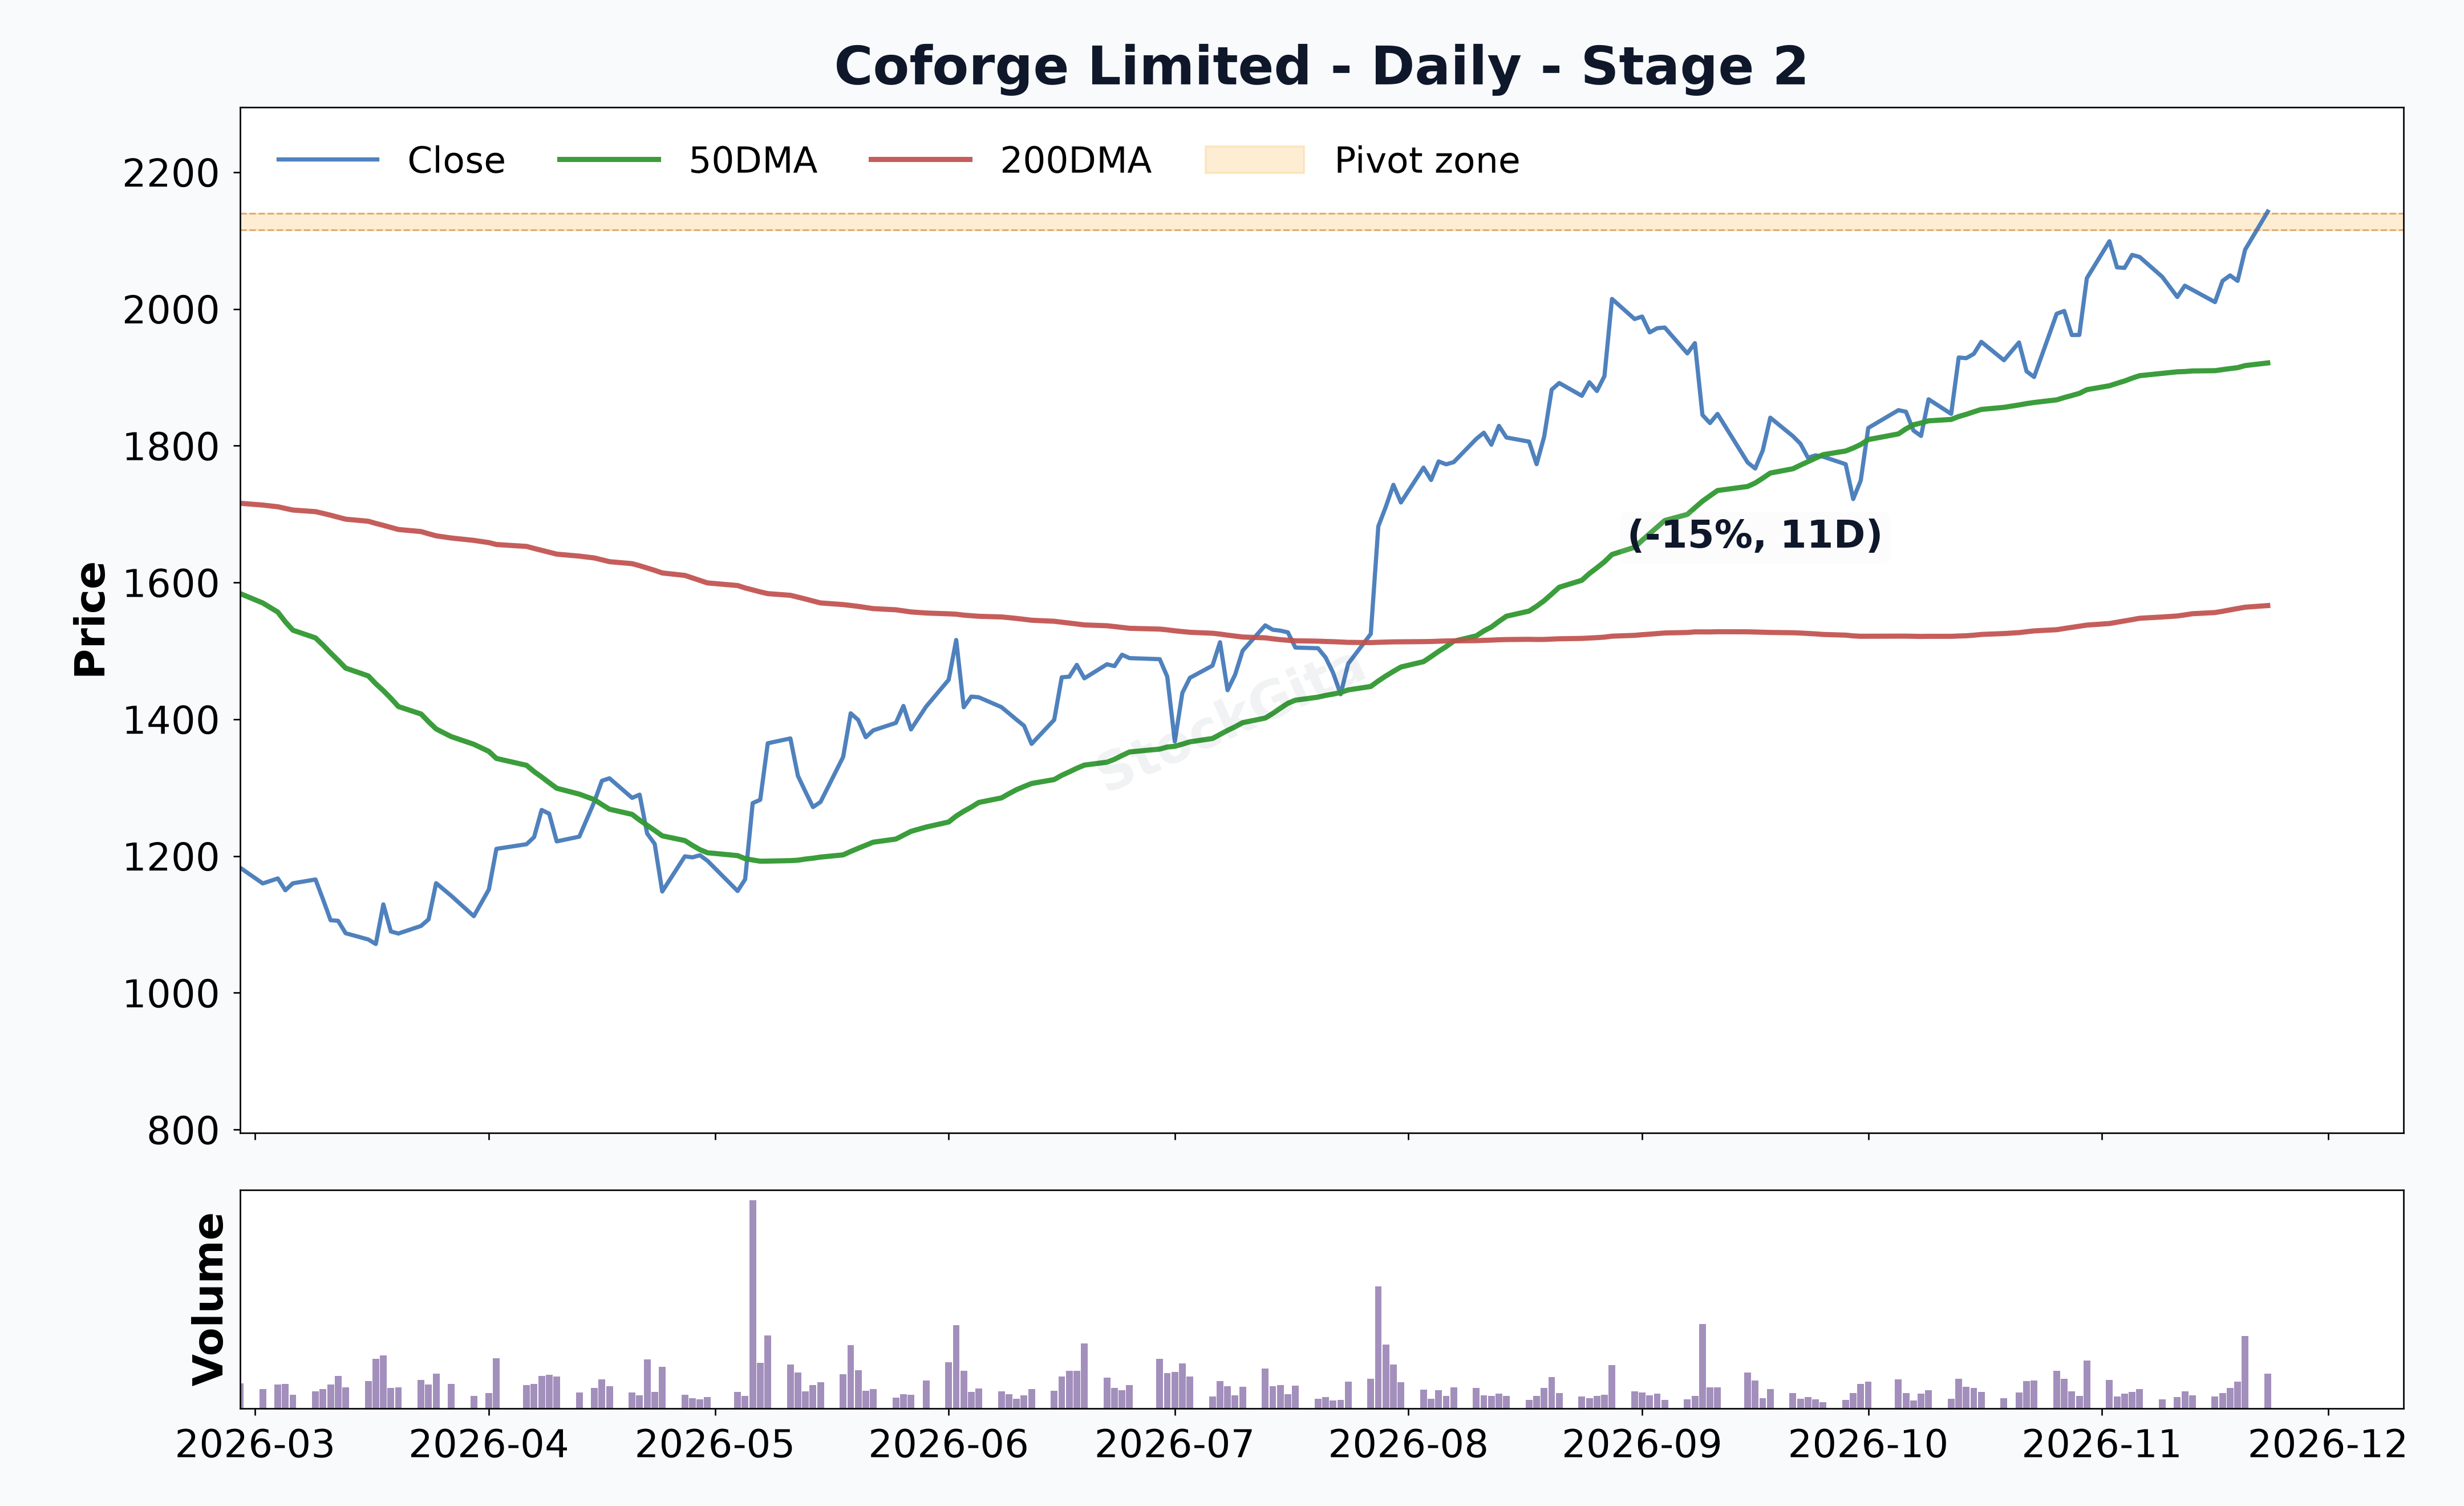 Coforge Limited - Daily - Stage 2
Close 50DMA 200DMA Pivot zone
2200
2000
1800
1600
1400
1200
1000
800
Price
(-15%, 11D)
StockGita
Volume
2026-03 2026-04 2026-05 2026-06 2026-07 2026-08 2026-09 2026-10 2026-11 2026-12